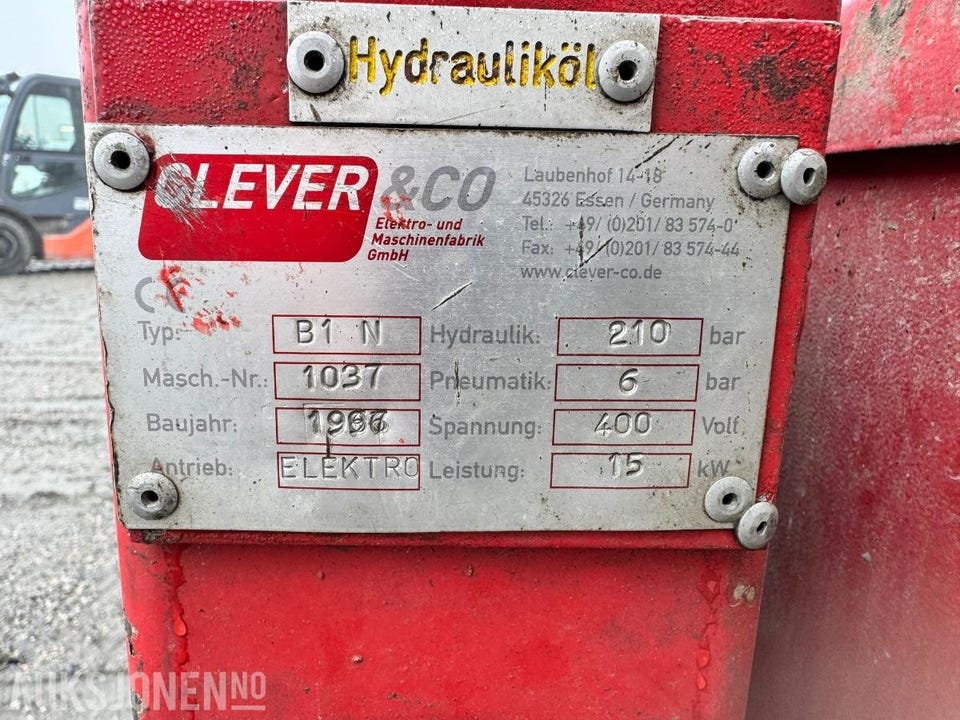 Hydrauliköl
CLEVER &CO
Elektro- und
Maschinenfabrik
GmbH
Laubenhof 14-18
45326 Essen / Germany
Tel.: +49/ (0)201/ 83 574-0
Fax: +49/ (0)201/ 83 574-44
www.clever-co.de
CE
Typ: B1 N Hydraulik: 210 bar
Masch.-Nr.: 1037 Pneumatik: 6 bar
Baujahr: Spannung: 400 Volt
Antrieb: ELEKTRO Leistung: 15 kW
AUKSJONEN NO